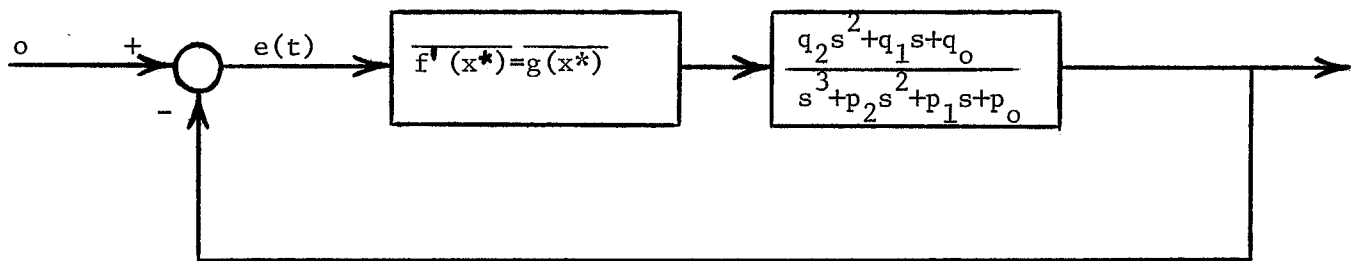 o
+
e(t)
-
f'(x*)=g(x*)
q₂s²+q₁s+qₒ
s³+p₂s²+p₁s+pₒ